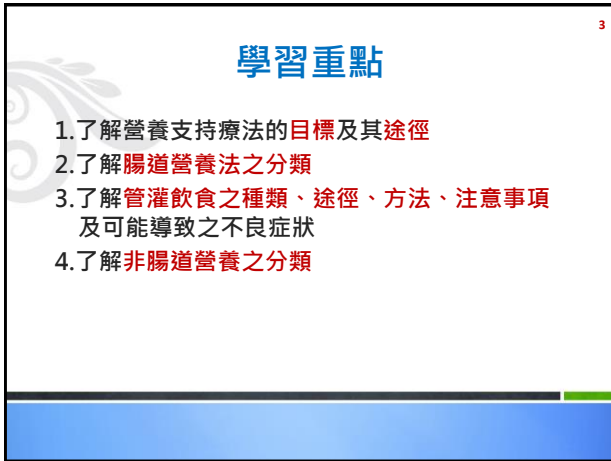 3
學習重點
1.了解營養支持療法的目標及其途徑
2.了解腸道營養法之分類
3.了解管灌飲食之種類、途徑、方法、注意事項
及可能導致之不良症狀
4.了解非腸道營養之分類